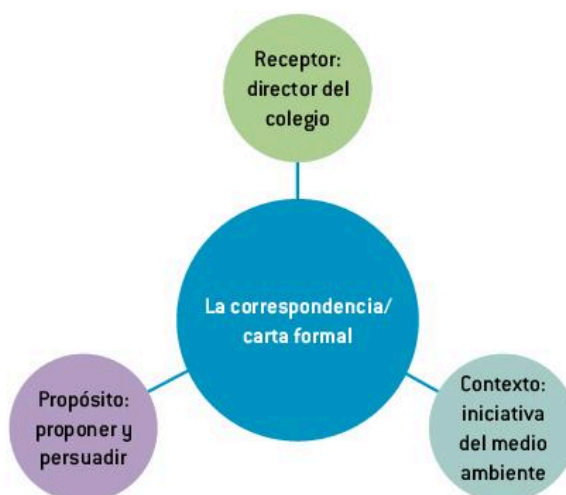 Receptor:
director del
colegio
La correspondencia/
carta formal
Propósito:
proponer y
persuadir
Contexto:
iniciativa
del medio
ambiente